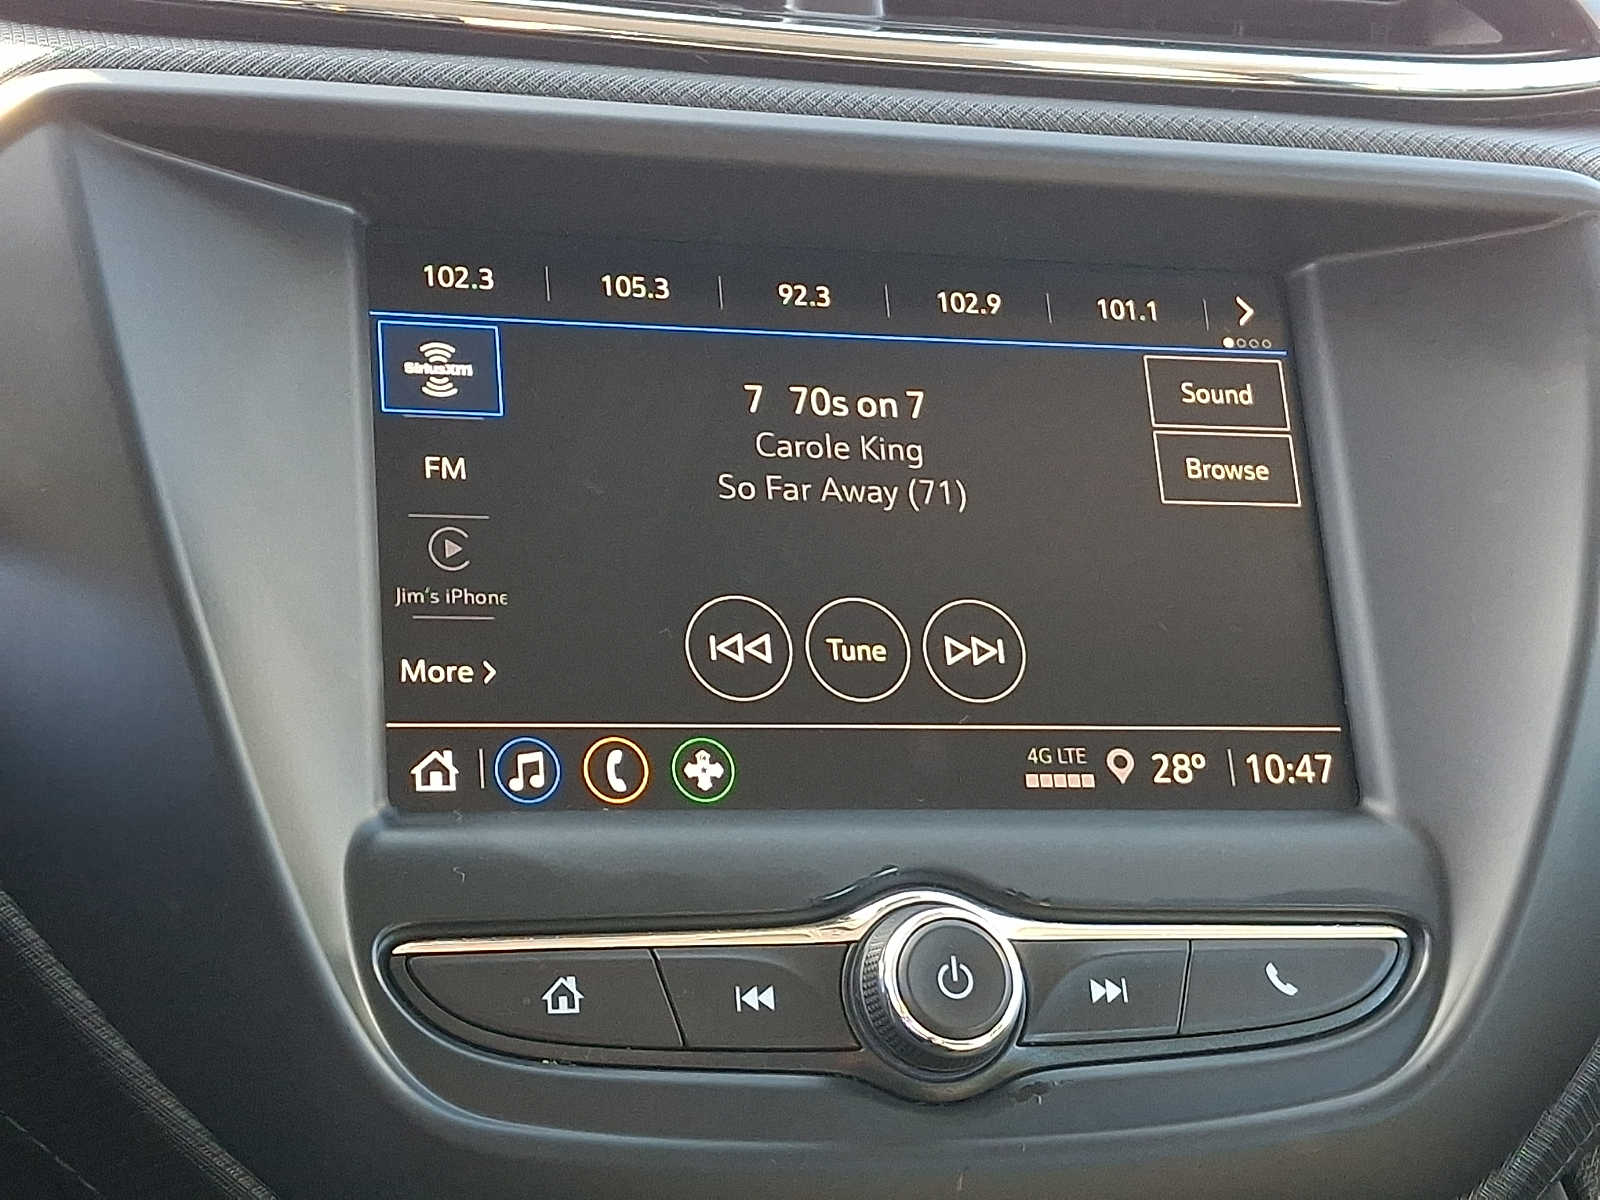 102.3 105.3 92.3 102.9 101.1
SiriusXM
7 70s on 7
Carole King
So Far Away (71)
Sound
Browse
FM
Jim's iPhone
More
Tune
4G LTE
28° 10:47